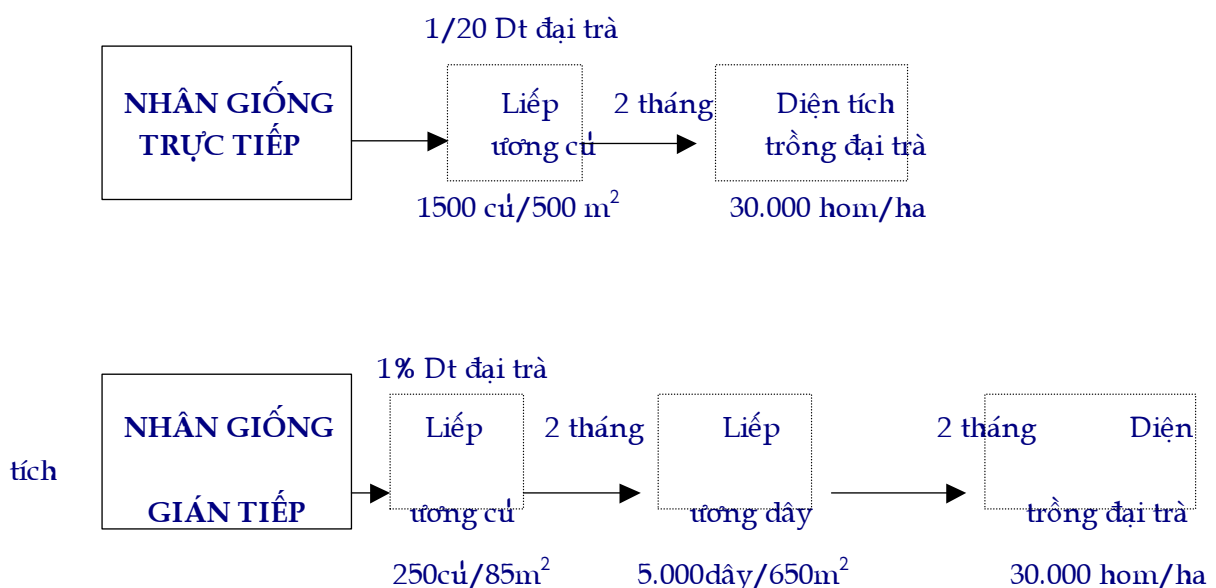 1/20 Dt đại trà
NHÂN GIỐNG Liếp 2 tháng Diện tích
TRỰC TIẾP ương củ trồng đại trà
1500 củ/500 m² 30.000 hom/ha
1% Dt đại trà
NHÂN GIỐNG Liếp 2 tháng Liếp 2 tháng Diện
tích
GIÁN TIẾP ương củ ương dây trồng đại trà
250củ/85m² 5.000dây/650m² 30.000 hom/ha